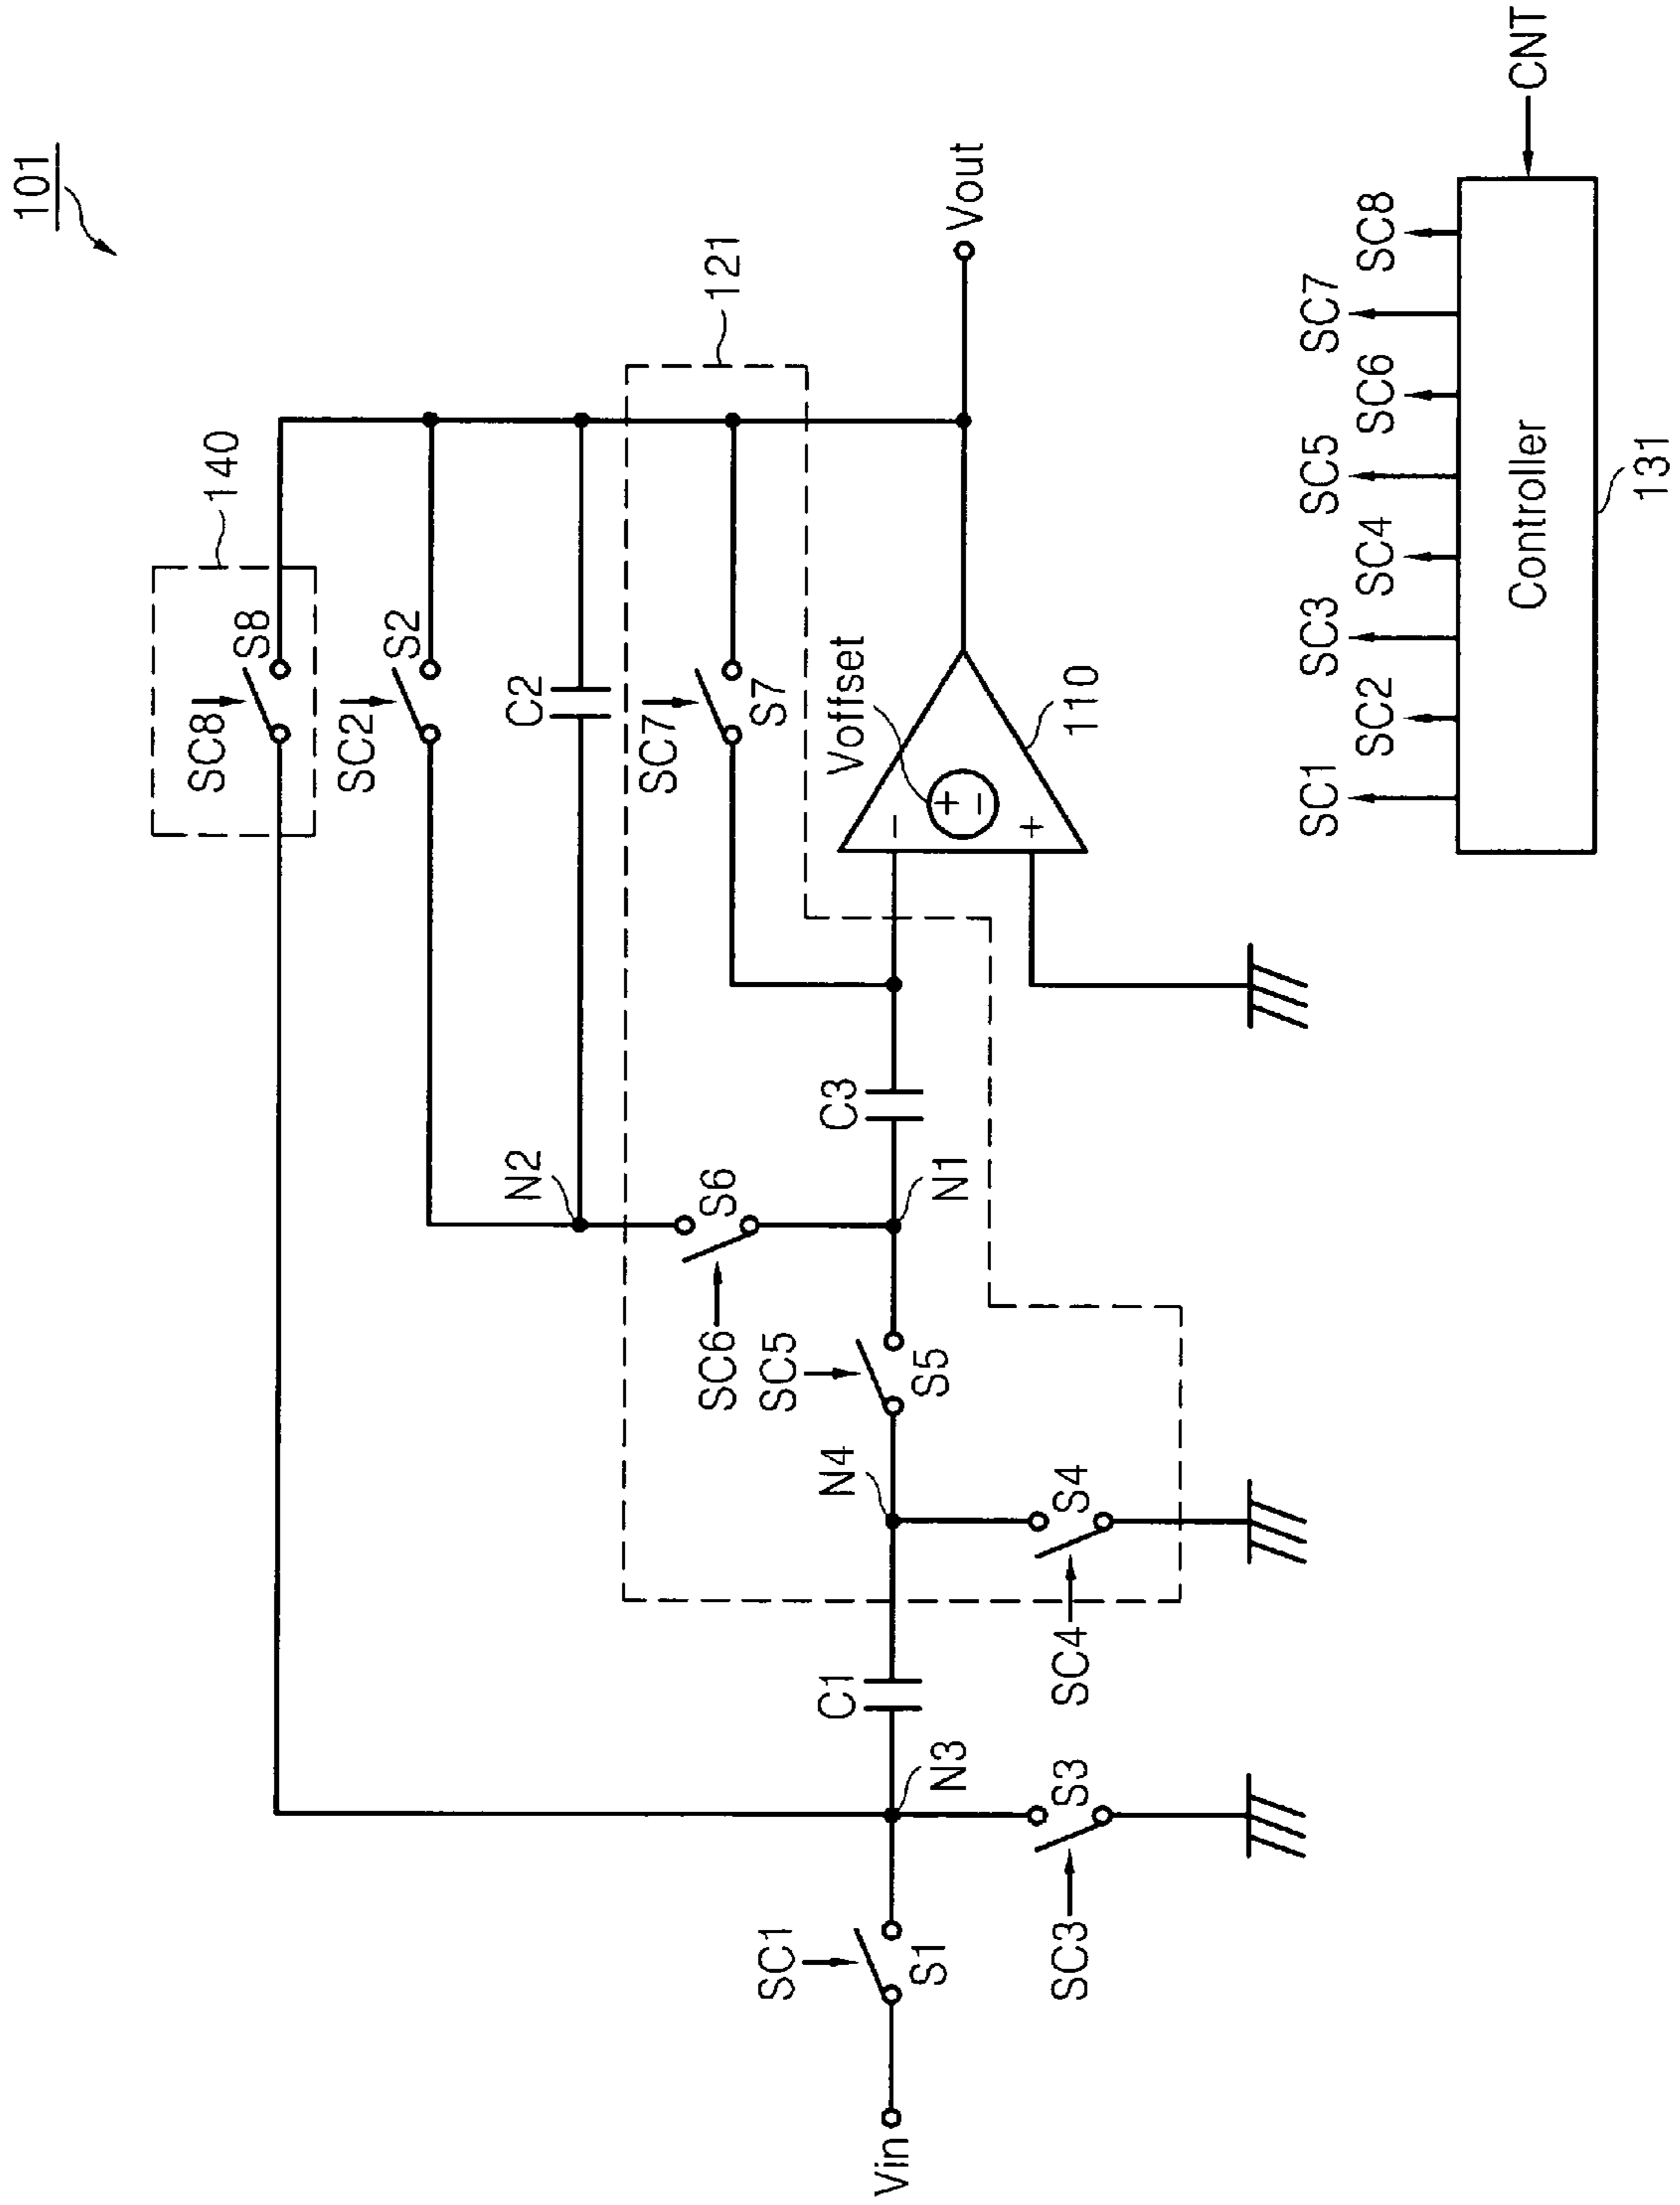 101
140
SC8
S8
SC2
S2
C2
121
SC7
S7
N2
S6
SC6
SC5
S5
C3
N1
Voffset
−
+
−
+
110
Vout
N4
S4
SC4
C1
N3
S3
SC3
SC1
S1
Vin
SC1
SC2
SC3
SC4
SC5
SC6
SC7
SC8
Controller
CNT
131